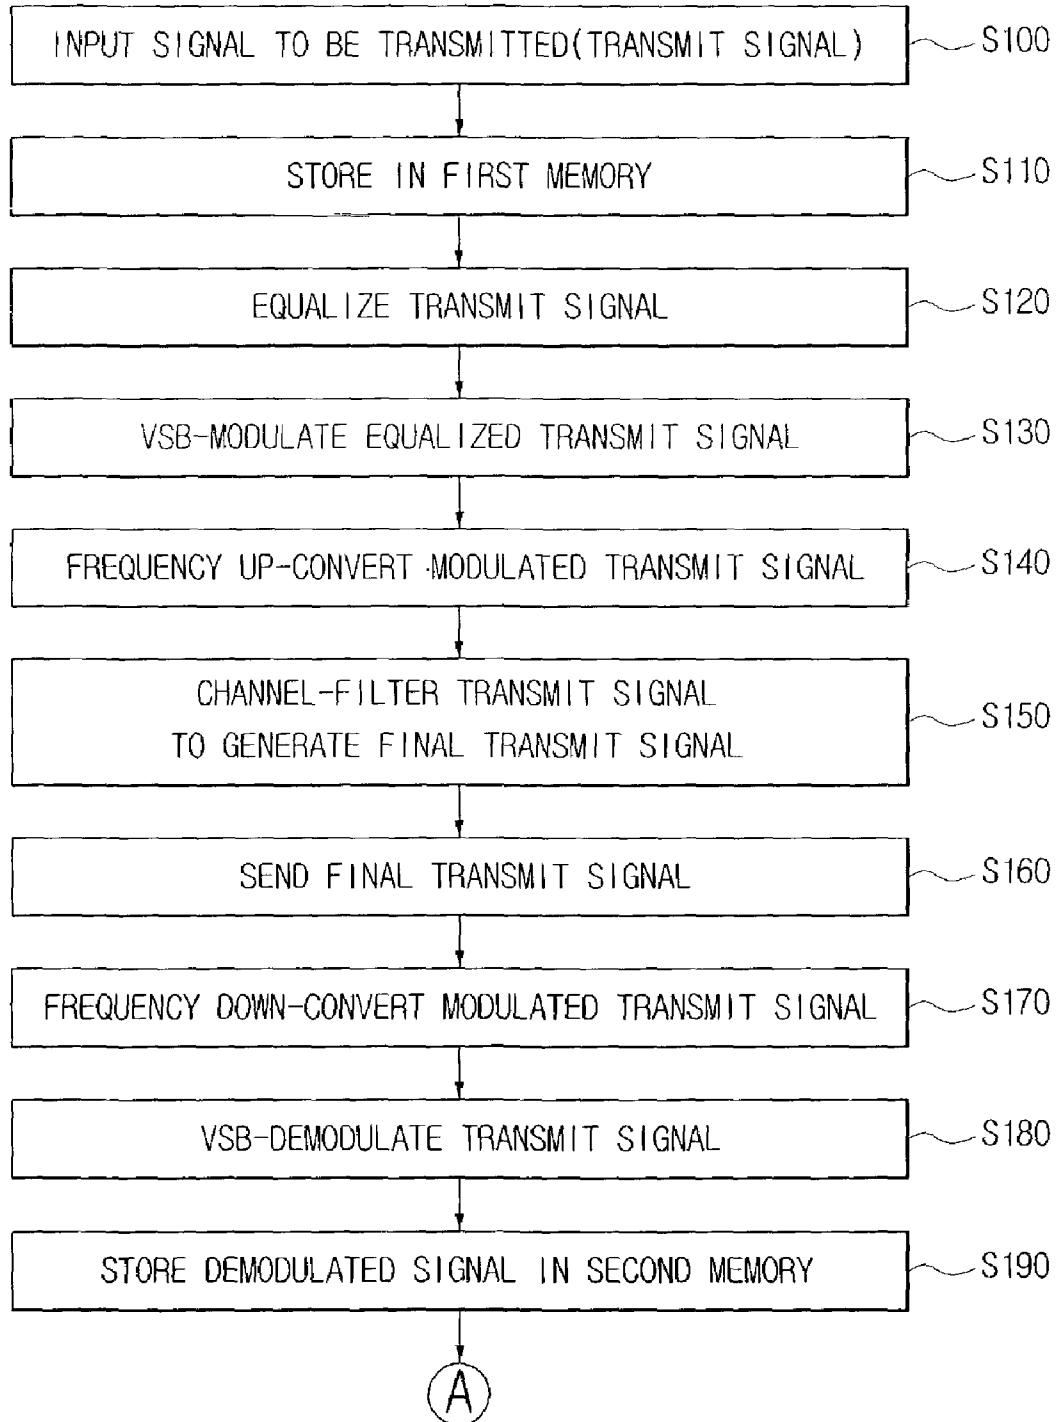 INPUT SIGNAL TO BE TRANSMITTED(TRANSMIT SIGNAL)
S100
STORE IN FIRST MEMORY
S110
EQUALIZE TRANSMIT SIGNAL
S120
VSB-MODULATE EQUALIZED TRANSMIT SIGNAL
S130
FREQUENCY UP-CONVERT MODULATED TRANSMIT SIGNAL
S140
CHANNEL-FILTER TRANSMIT SIGNAL
TO GENERATE FINAL TRANSMIT SIGNAL
S150
SEND FINAL TRANSMIT SIGNAL
S160
FREQUENCY DOWN-CONVERT MODULATED TRANSMIT SIGNAL
S170
VSB-DEMODULATE TRANSMIT SIGNAL
S180
STORE DEMODULATED SIGNAL IN SECOND MEMORY
S190
A